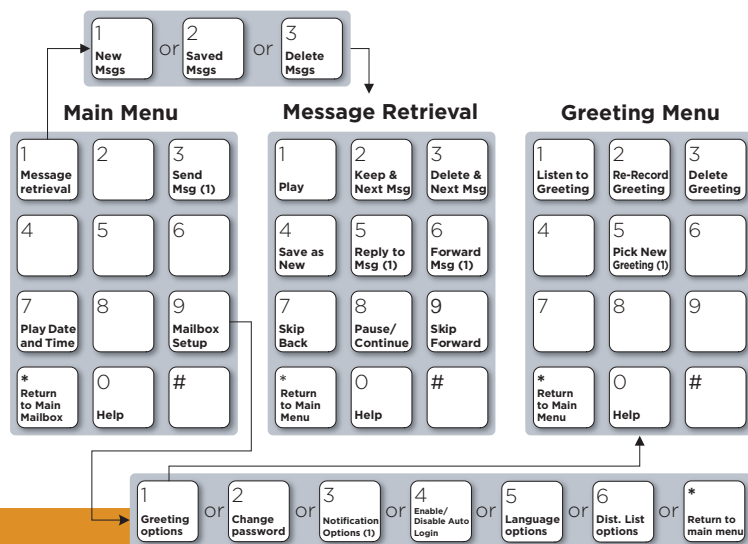 1 New Msgs or 2 Saved Msgs or 3 Delete Msgs
Main Menu
1 Message retrieval
2
3 Send Msg (1)
4
5
6
7 Play Date and Time
8
9 Mailbox Setup
* Return to Main Mailbox
0 Help
#
Message Retrieval
1 Play
2 Keep & Next Msg
3 Delete & Next Msg
4 Save as New
5 Reply to Msg (1)
6 Forward Msg (1)
7 Skip Back
8 Pause/ Continue
9 Skip Forward
* Return to Main Menu
0 Help
#
Greeting Menu
1 Listen to Greeting
2 Re-Record Greeting
3 Delete Greeting
4
5 Pick New Greeting (1)
6
7
8
9
* Return to Main Menu
0 Help
#
1 Greeting options or 2 Change password or 3 Notification Options (1) or 4 Enable/ Disable Auto Login or 5 Language options or 6 Dist. List options or * Return to main menu